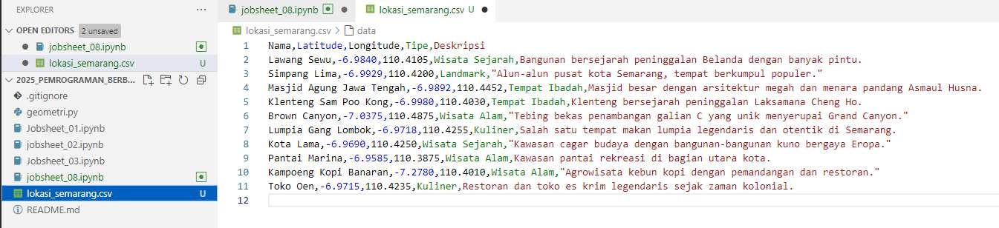 EXPLORER
OPEN EDITORS 2 unsaved
jobsheet_08.ipynb
lokasi_semarang.csv U
2025_PEMROGRAMAN_BERB...
.gitignore
geometri.py
Jobsheet_01.ipynb
jobsheet_02.ipynb
Jobsheet_03.ipynb
jobsheet_08.ipynb
lokasi_semarang.csv U
README.md
jobsheet_08.ipynb
lokasi_semarang.csv U
lokasi_semarang.csv > data
1 Nama,Latitude,Longitude,Tipe,Deskripsi
2 Lawang Sewu,-6.9840,110.4105,Wisata Sejarah,Bangunan bersejarah peninggalan Belanda dengan banyak pintu.
3 Simpang Lima,-6.9929,110.4200,Landmark,"Alun-alun pusat kota Semarang, tempat berkumpul populer."
4 Masjid Agung Jawa Tengah,-6.9892,110.4452,Tempat Ibadah,Masjid besar dengan arsitektur megah dan menara pandang Asmaul Husna.
5 Klenteng Sam Poo Kong,-6.9980,110.4030,Tempat Ibadah,Klenteng bersejarah peninggalan Laksamana Cheng Ho.
6 Brown Canyon,-7.0375,110.4875,Wisata Alam,"Tebing bekas penambangan galian C yang unik menyerupai Grand Canyon."
7 Lumpia Gang Lombok,-6.9718,110.4255,Kuliner,Salah satu tempat makan lumpia legendaris dan otentik di Semarang.
8 Kota Lama,-6.9690,110.4250,Wisata Sejarah,"Kawasan cagar budaya dengan bangunan-bangunan kuno bergaya Eropa."
9 Pantai Marina,-6.9585,110.3875,Wisata Alam,Kawasan pantai rekreasi di bagian utara kota.
10 Kampoeng Kopi Banaran,-7.2780,110.4010,Wisata Alam,"Agrowisata kebun kopi dengan pemandangan dan restoran."
11 Toko Oen,-6.9715,110.4235,Kuliner,Restoran dan toko es krim legendaris sejak zaman kolonial.
12